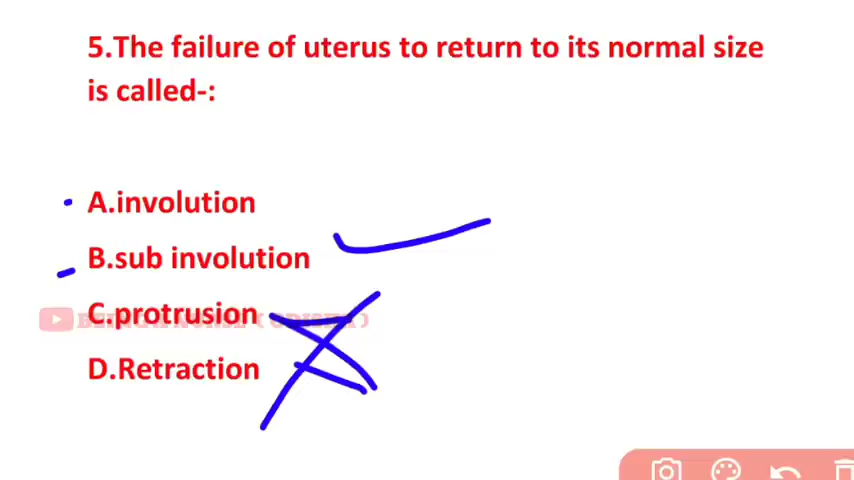 5.The failure of uterus to return to its normal size
is called-:
A.involution
B.sub involution
C.protrusion
D.Retraction